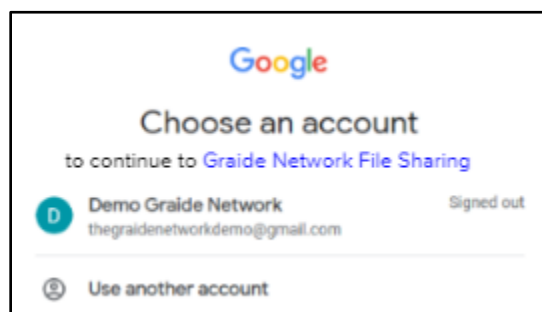 Google
Choose an account
to continue to Graide Network File Sharing
D
Demo Graide Network
Signed out
thegraidenetworkdemo@gmail.com
Use another account